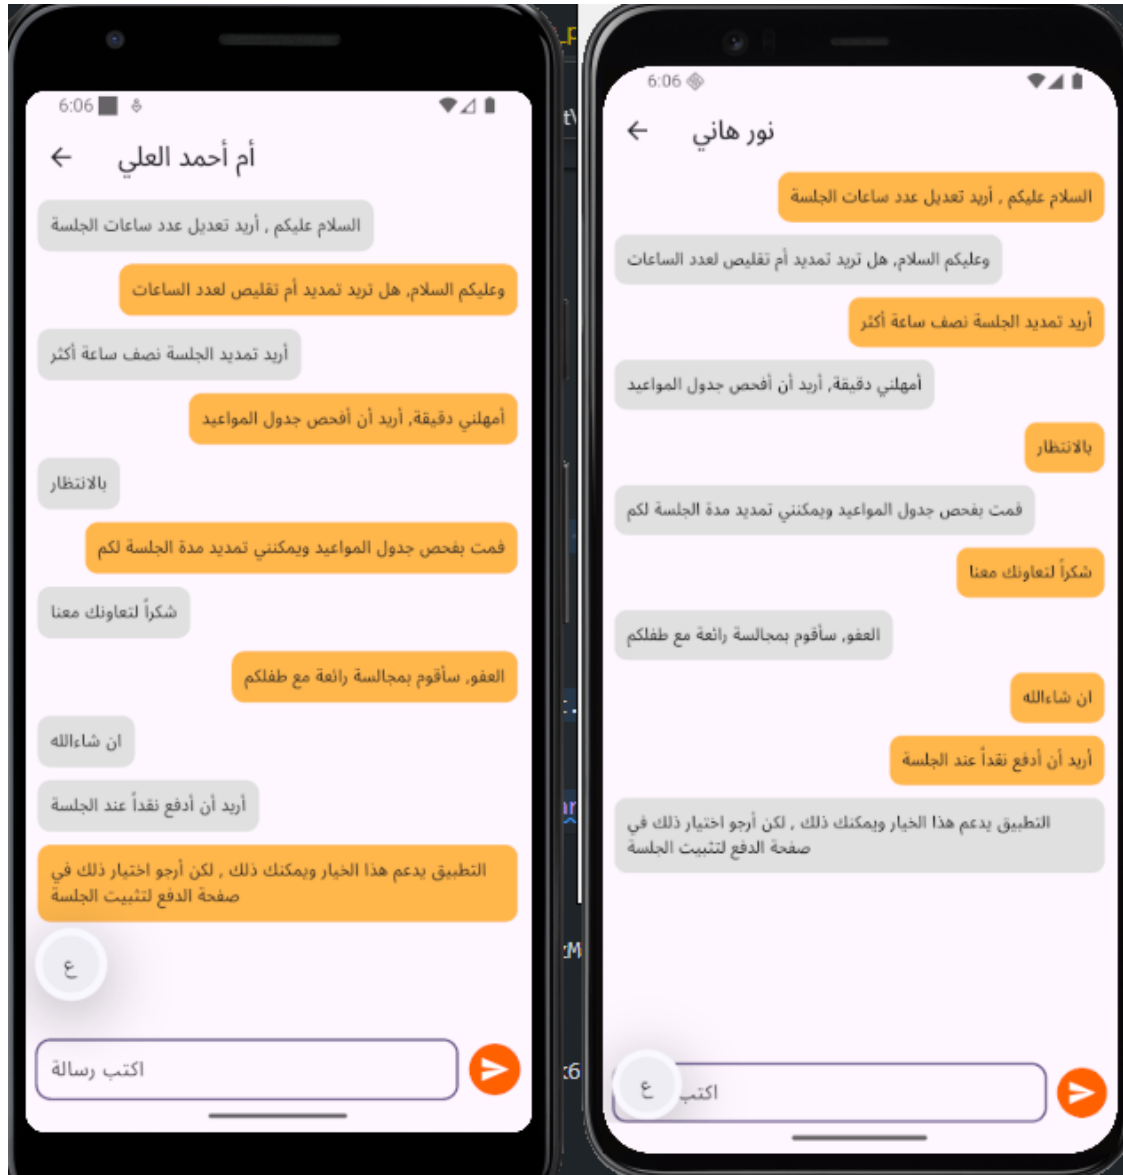 6:06
أم أحمد العلي
السلام عليكم , أريد تعديل عدد ساعات الجلسة
وعليكم السلام, هل تريد تمديد أم تقليص لعدد الساعات
أريد تمديد الجلسة نصف ساعة أكثر
أمهلني دقيقة, أريد أن أفحص جدول المواعيد
بالانتظار
قمت بفحص جدول المواعيد ويمكنني تمديد مدة الجلسة لكم
شكراً لتعاونك معنا
العفو, سأقوم بمجالسة رائعة مع طفلكم
ان شاءالله
أريد أن أدفع نقداً عند الجلسة
التطبيق يدعم هذا الخيار ويمكنك ذلك , لكن أرجو اختيار ذلك في
صفحة الدفع لتثبيت الجلسة
ع
اكتب رسالة
6:06
نور هاني
السلام عليكم , أريد تعديل عدد ساعات الجلسة
وعليكم السلام, هل تريد تمديد أم تقليص لعدد الساعات
أريد تمديد الجلسة نصف ساعة أكثر
أمهلني دقيقة, أريد أن أفحص جدول المواعيد
بالانتظار
قمت بفحص جدول المواعيد ويمكنني تمديد مدة الجلسة لكم
شكراً لتعاونك معنا
العفو, سأقوم بمجالسة رائعة مع طفلكم
ان شاءالله
أريد أن أدفع نقداً عند الجلسة
التطبيق يدعم هذا الخيار ويمكنك ذلك , لكن أرجو اختيار ذلك في
صفحة الدفع لتثبيت الجلسة
ع
اكتب